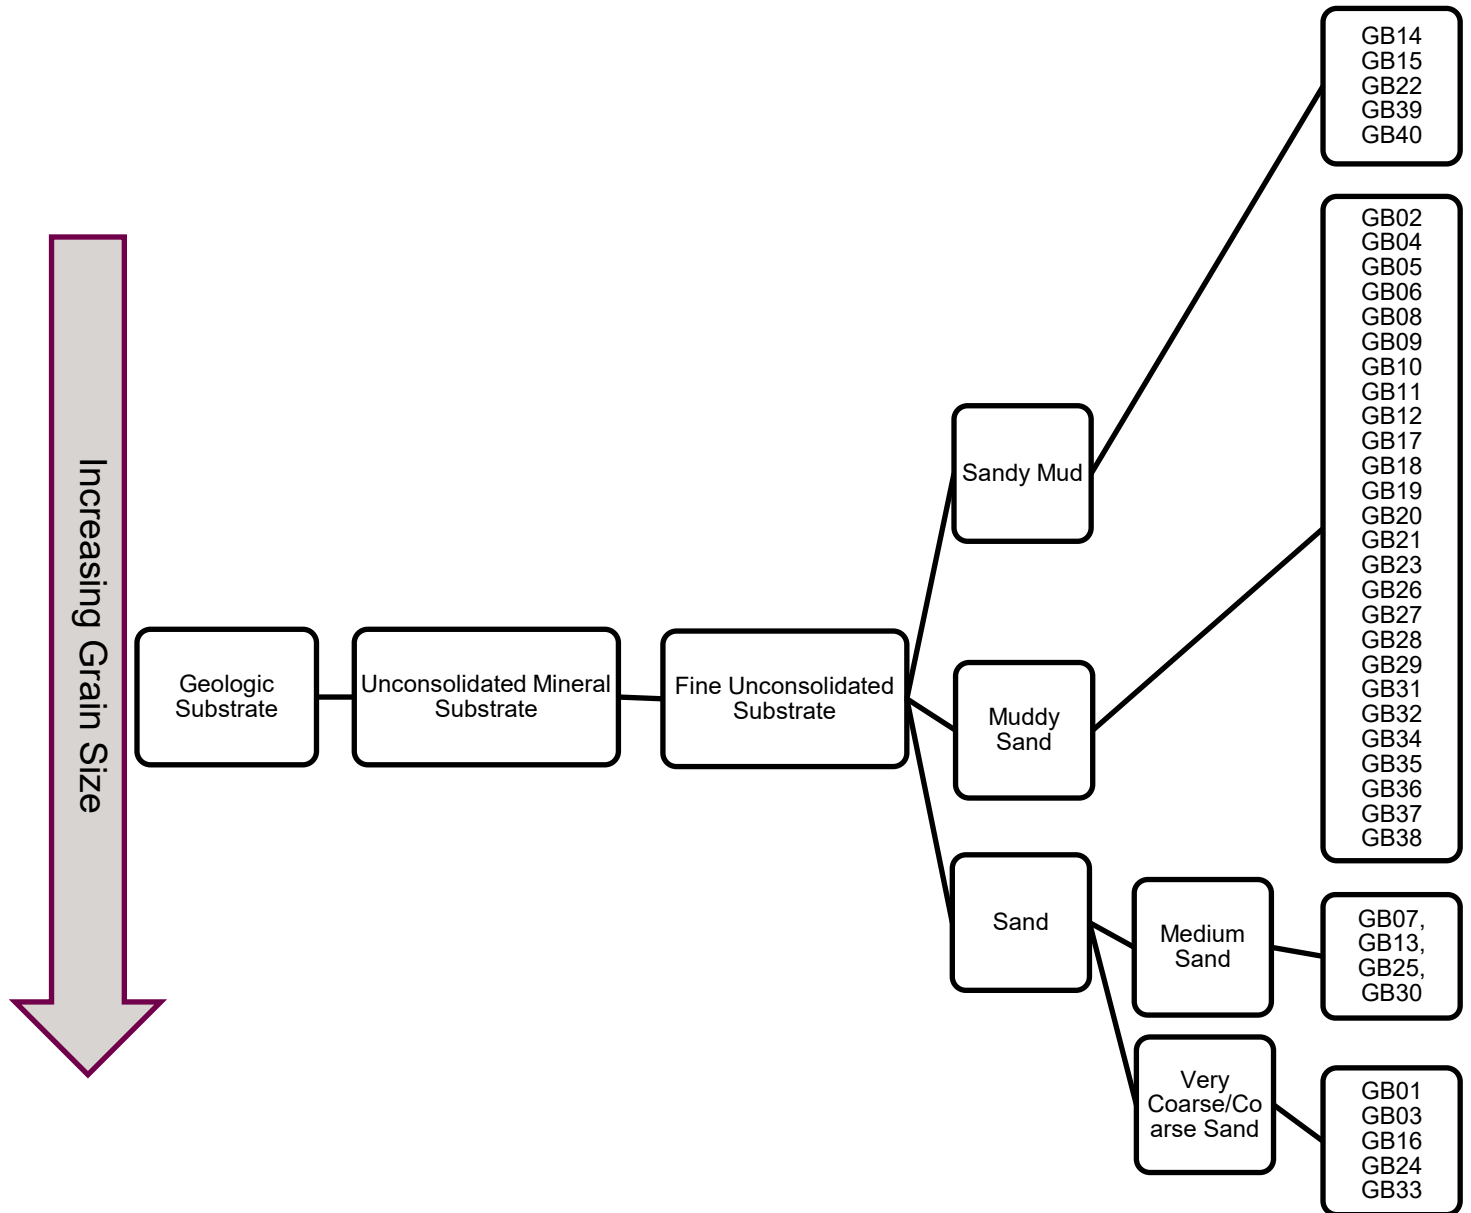 Increasing Grain Size
Geologic
Substrate
Unconsolidated Mineral
Substrate
Fine Unconsolidated
Substrate
Sandy Mud
Muddy
Sand
Sand
Medium
Sand
Very
Coarse/Co
arse Sand
GB14
GB15
GB22
GB39
GB40
GB02
GB04
GB05
GB06
GB08
GB09
GB10
GB11
GB12
GB17
GB18
GB19
GB20
GB21
GB23
GB26
GB27
GB28
GB29
GB31
GB32
GB34
GB35
GB36
GB37
GB38
GB07,
GB13,
GB25,
GB30
GB01
GB03
GB16
GB24
GB33